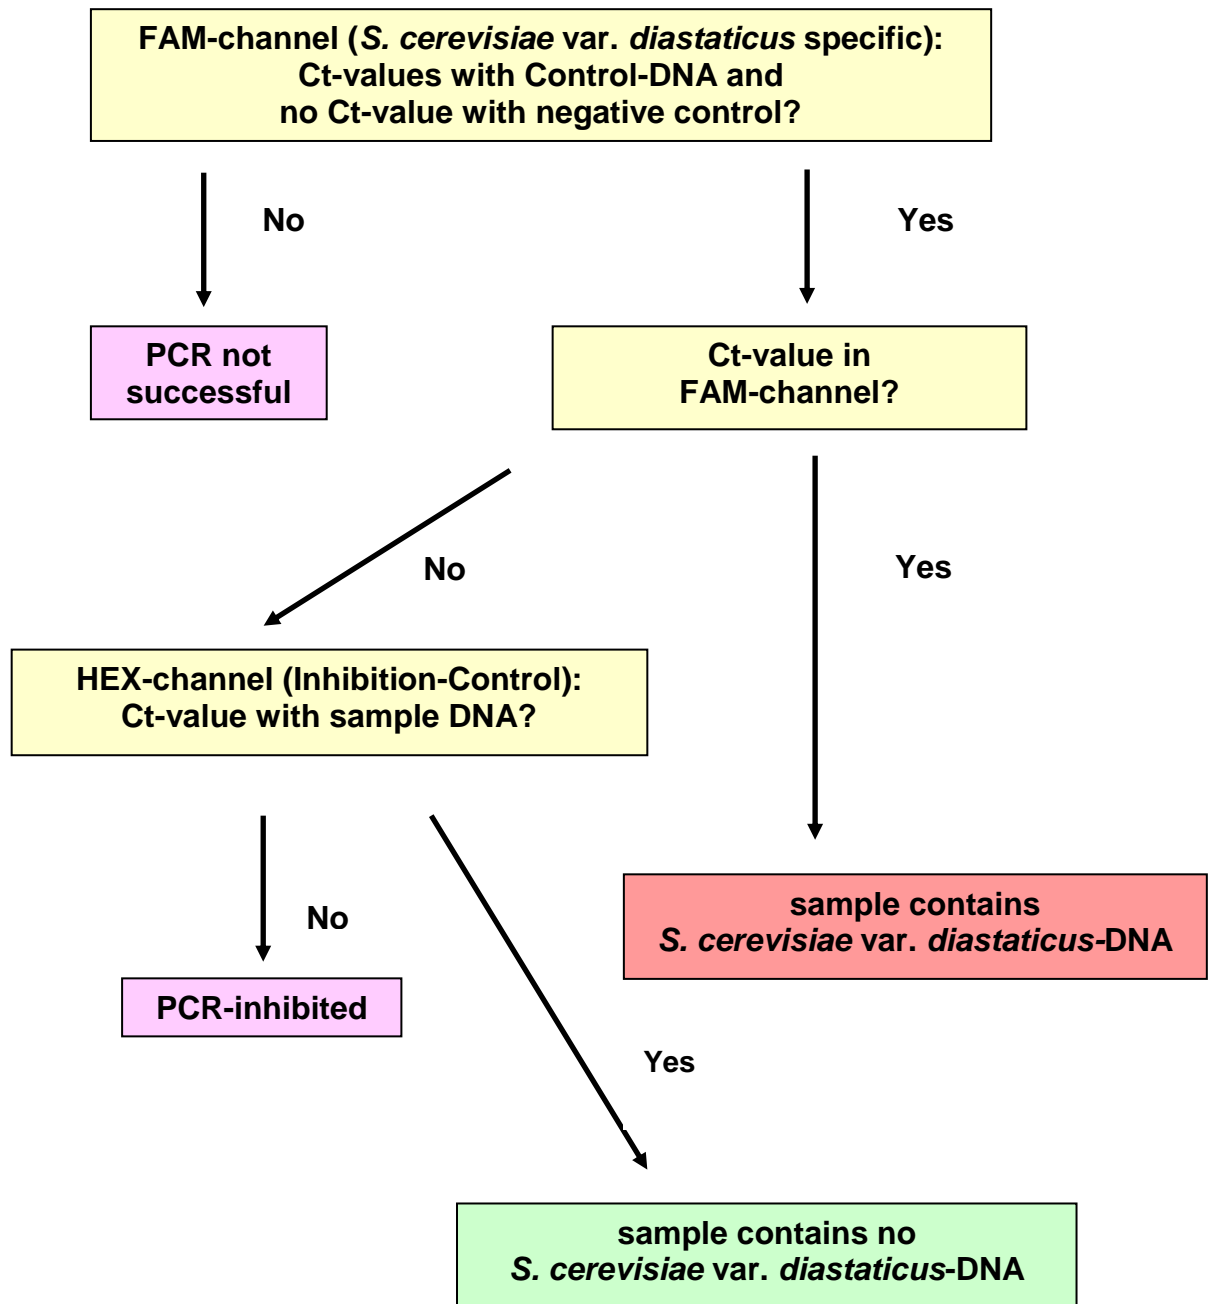 FAM-channel (S. cerevisiae var. diastaticus specific):
Ct-values with Control-DNA and
no Ct-value with negative control?
No
Yes
PCR not
successful
Ct-value in
FAM-channel?
No
Yes
HEX-channel (Inhibition-Control):
Ct-value with sample DNA?
sample contains
S. cerevisiae var. diastaticus-DNA
No
PCR-inhibited
Yes
sample contains no
S. cerevisiae var. diastaticus-DNA